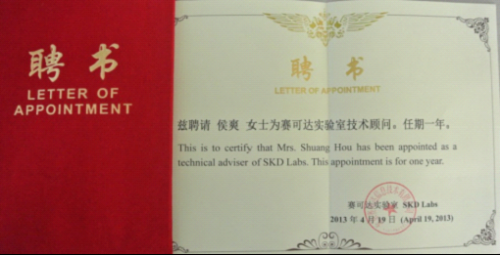 聘书
LETTER OF
APPOINTMENT
聘书
LETTER OF APPOINTMENT
兹聘请 侯爽 女士为赛可达实验室技术顾问。任期一年。
This is to certify that Mrs. Shuang Hou has been appointed as a
technical adviser of SKD Labs. This appointment is for one year.
赛可达实验室 SKD Labs
2013 年 4 月 19 日 (April 19, 2013)